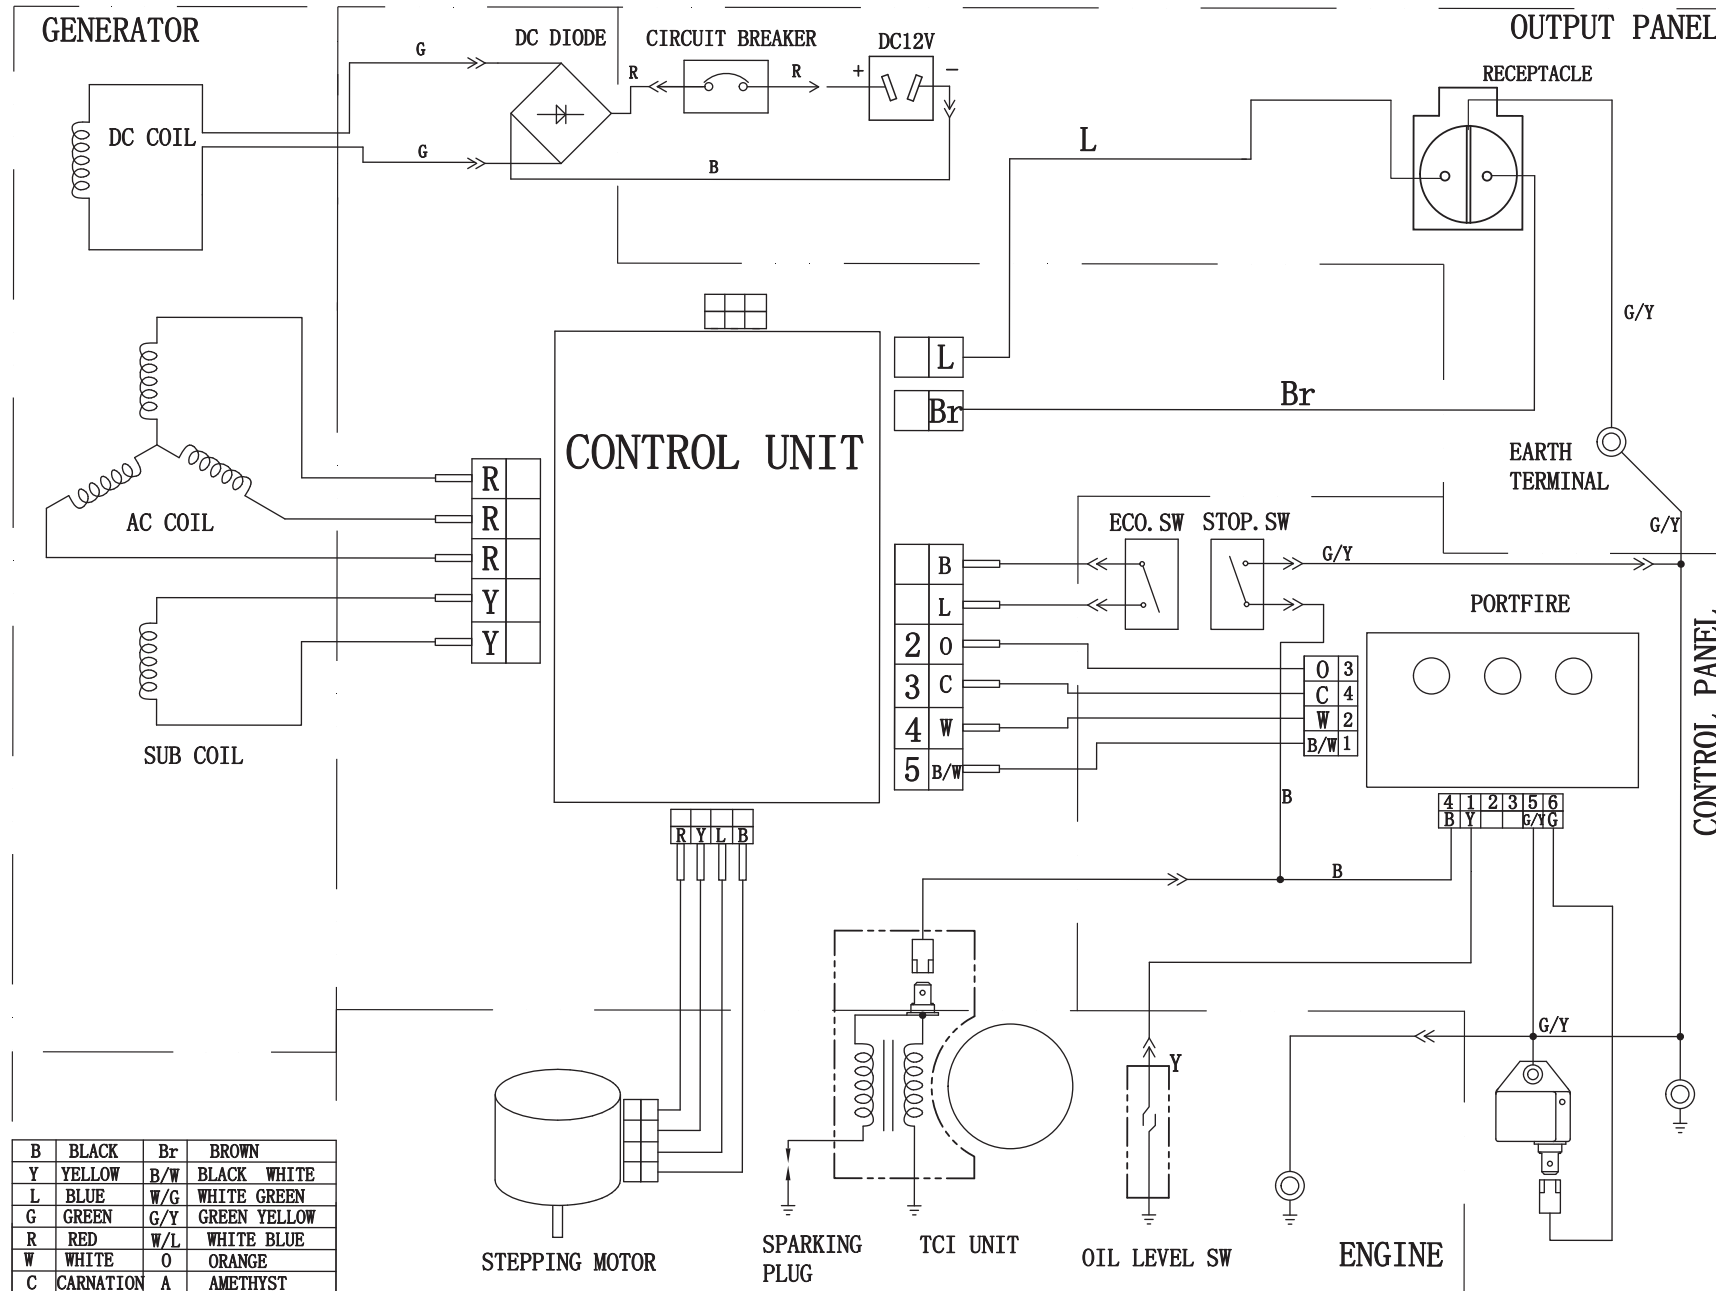 GENERATOR
OUTPUT PANEL
DC DIODE
CIRCUIT BREAKER
DC12V
RECEPTACLE
G
R
R
+
−
DC COIL
G
B
L
G/Y
L
Br
Br
CONTROL UNIT
EARTH
TERMINAL
AC COIL
R
R
R
Y
Y
SUB COIL
ECO. SW
STOP. SW
G/Y
G/Y
B
L
2 O
3 C
4 W
5 B/W
PORTFIRE
CONTROL PANEL
O 3
C 4
W 2
B/W 1
B
4 1 2 3 5 6
B Y G/Y G
R Y L B
B
G/Y
Y
STEPPING MOTOR
SPARKING
PLUG
TCI UNIT
OIL LEVEL SW
ENGINE
B BLACK Br BROWN
Y YELLOW B/W BLACK WHITE
L BLUE W/G WHITE GREEN
G GREEN G/Y GREEN YELLOW
R RED W/L WHITE BLUE
W WHITE O ORANGE
C CARNATION A AMETHYST